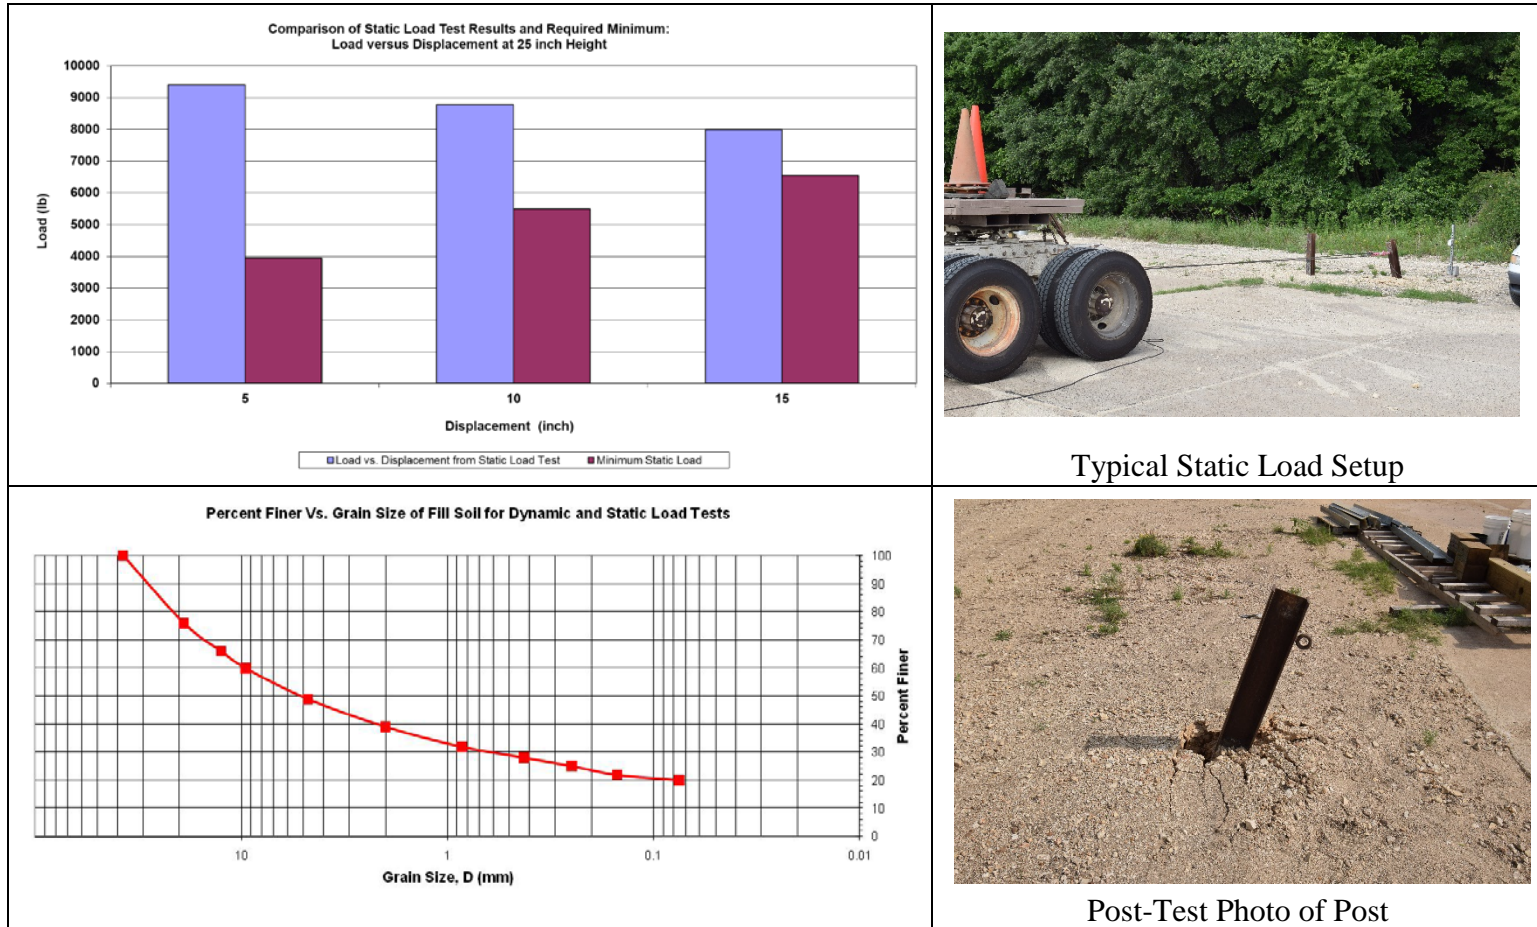 Comparison of Static Load Test Results and Required Minimum:
Load versus Displacement at 25 inch Height
10000
9000
8000
7000
6000
5000
4000
3000
2000
1000
0
Load (lb)
5
10
15
Displacement (inch)
Load vs. Displacement from Static Load Test
Minimum Static Load
Typical Static Load Setup
Percent Finer Vs. Grain Size of Fill Soil for Dynamic and Static Load Tests
100
90
80
70
60
50
40
30
20
10
0
Percent Finer
10
1
0.1
0.01
Grain Size, D (mm)
Post-Test Photo of Post